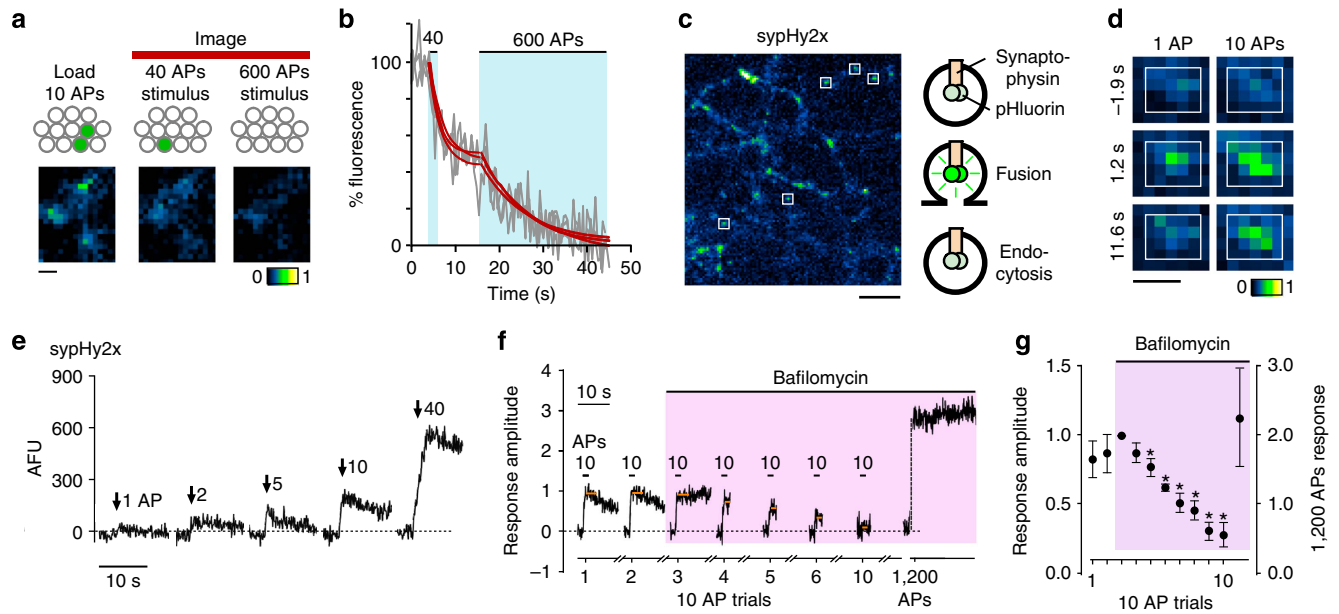 a
Image
Load
10 APs
40 APs
stimulus
600 APs
stimulus
0 1
b
40
600 APs
100
0
% fluorescence
0 10 20 30 40 50
Time (s)
c
sypHy2x
Synapto-
physin
pHluorin
Fusion
Endo-
cytosis
d
1 AP 10 APs
−1.9 s
1.2 s
11.6 s
0 1
e
sypHy2x
900
600
300
0
AFU
1 AP
2
5
10
40
10 s
f
Bafilomycin
10 s
APs
10 10 10 10 10 10 10
4
3
2
1
0
−1
Response amplitude
1 2 3 4 5 6 10 1,200
APs
10 AP trials
g
Bafilomycin
1.5
1.0
0.5
0.0
Response amplitude
* * * * * *
3.0
2.0
1.0
0.0
1,200 APs response
1 10
10 AP trials